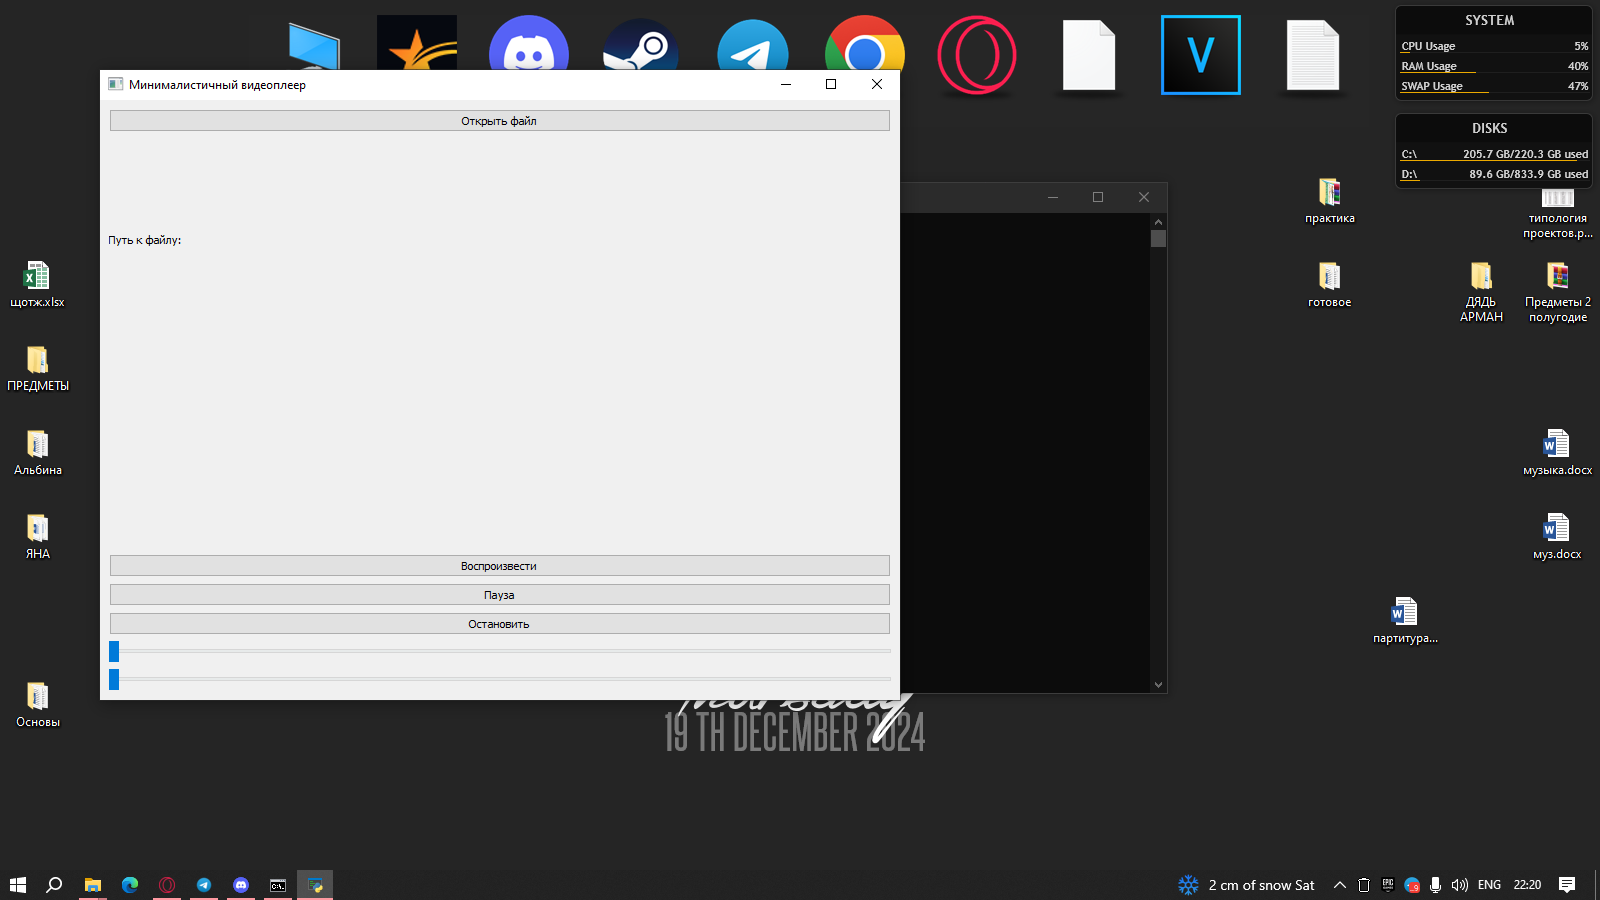 Минималистичный видеоплеер
Открыть файл
Путь к файлу:
Воспроизвести
Пауза
Остановить
SYSTEM
CPU Usage 5%
RAM Usage 40%
SWAP Usage 47%
DISKS
C:\ 205.7 GB/220.3 GB used
D:\ 89.6 GB/833.9 GB used
V
практика
типология
проектов.р...
щотж.xlsx
готовое
ДЯДЬ
АРМАН
Предметы 2
полугодие
ПРЕДМЕТЫ
Альбина
музыка.docx
ЯНА
муз.docx
партитура...
Основы
19 TH DECEMBER 2024
2 cm of snow Sat
EPIC
ENG
22:20